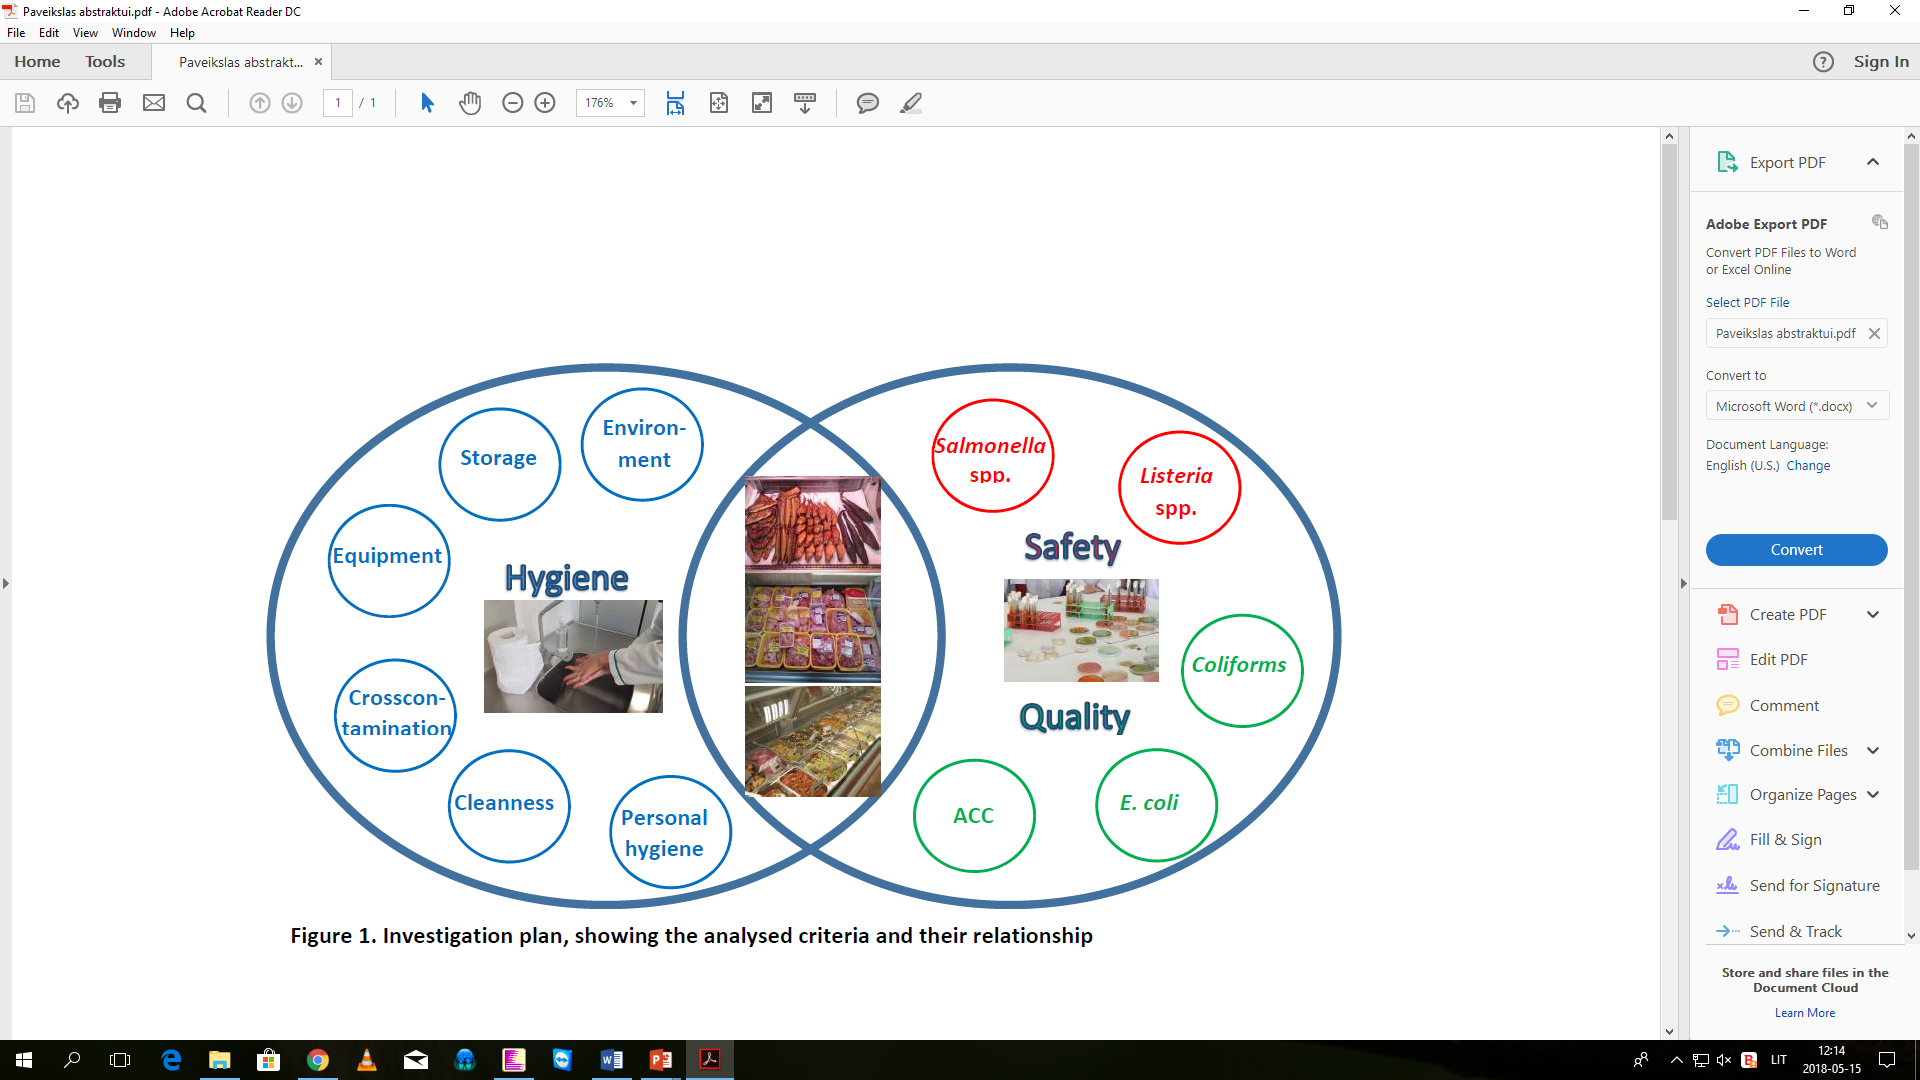 Paveikslas abstraktui.pdf - Adobe Acrobat Reader DC
File Edit View Window Help
Home Tools Paveikslas abstrakt... Sign In
1 / 1 176%
Storage
Environ-
ment
Equipment
Hygiene
Crosscon-
tamination
Cleanness
Personal
hygiene
Salmonella
spp.
Listeria
spp.
Safety
Coliforms
Quality
ACC
E. coli
Figure 1. Investigation plan, showing the analysed criteria and their relationship
Export PDF
Adobe Export PDF
Convert PDF Files to Word
or Excel Online
Select PDF File
Paveikslas abstraktui.pdf
Convert to
Microsoft Word (*.docx)
Document Language:
English (U.S.) Change
Convert
Create PDF
Edit PDF
Comment
Combine Files
Organize Pages
Fill & Sign
Send for Signature
Send & Track
Store and share files in the
Document Cloud
Learn More
LIT
12:14
2018-05-15